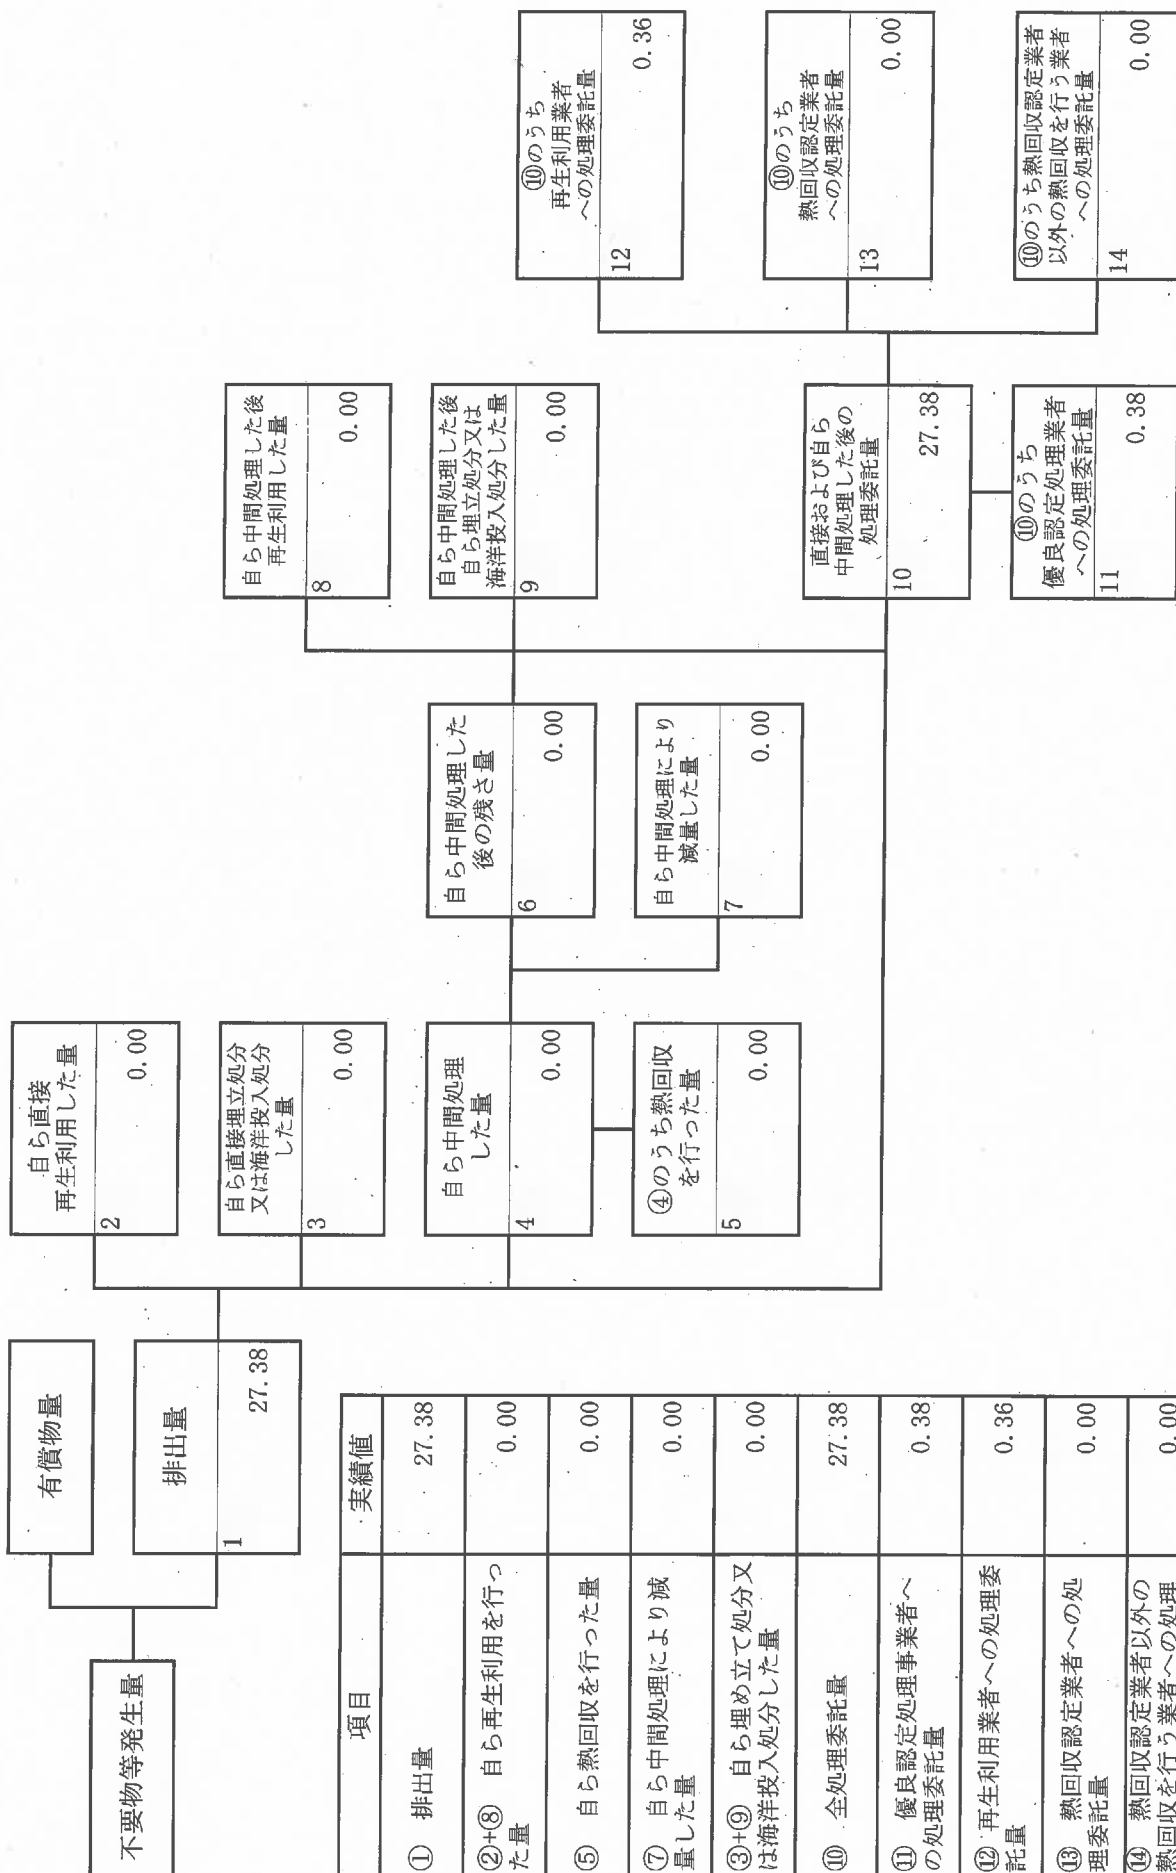 不要物等発生量
有償物量
排出量
1
27.38
自ら直接
再生利用した量
2
0.00
自ら直接埋立処分
又は海洋投入処分
した量
3
0.00
自ら中間処理
した量
4
0.00
④のうち熱回収
を行った量
5
0.00
自ら中間処理した
後の残さ量
6
0.00
自ら中間処理により
減量した量
7
0.00
自ら中間処理した後
再生利用した量
8
0.00
自ら中間処理した後
自ら埋立処分又は
海洋投入処分した量
9
0.00
直接および自ら
中間処理した後の
処理委託量
10
27.38
⑩のうち
優良認定処理業者
への処理委託量
11
0.38
⑩のうち
再生利用業者
への処理委託量
12
0.36
⑩のうち
熱回収認定業者
への処理委託量
13
0.00
⑩のうち熱回収認定業者
以外の熱回収を行う業者
への処理委託量
14
0.00
項目 実績値
① 排出量 27.38
②+⑧ 自ら再生利用を行っ
た量 0.00
⑤ 自ら熱回収を行った量 0.00
⑦ 自ら中間処理により減
量した量 0.00
③+⑨ 自ら埋め立て処分又
は海洋投入処分した量 0.00
⑩ 全処理委託量 27.38
⑪ 優良認定処理事業者へ
の処理委託量 0.38
⑫ 再生利用業者への処理委
託量 0.36
⑬ 熱回収認定業者への処
理委託量 0.00
⑭ 熱回収認定業者以外の
熱回収を行う業者への処理 0.00